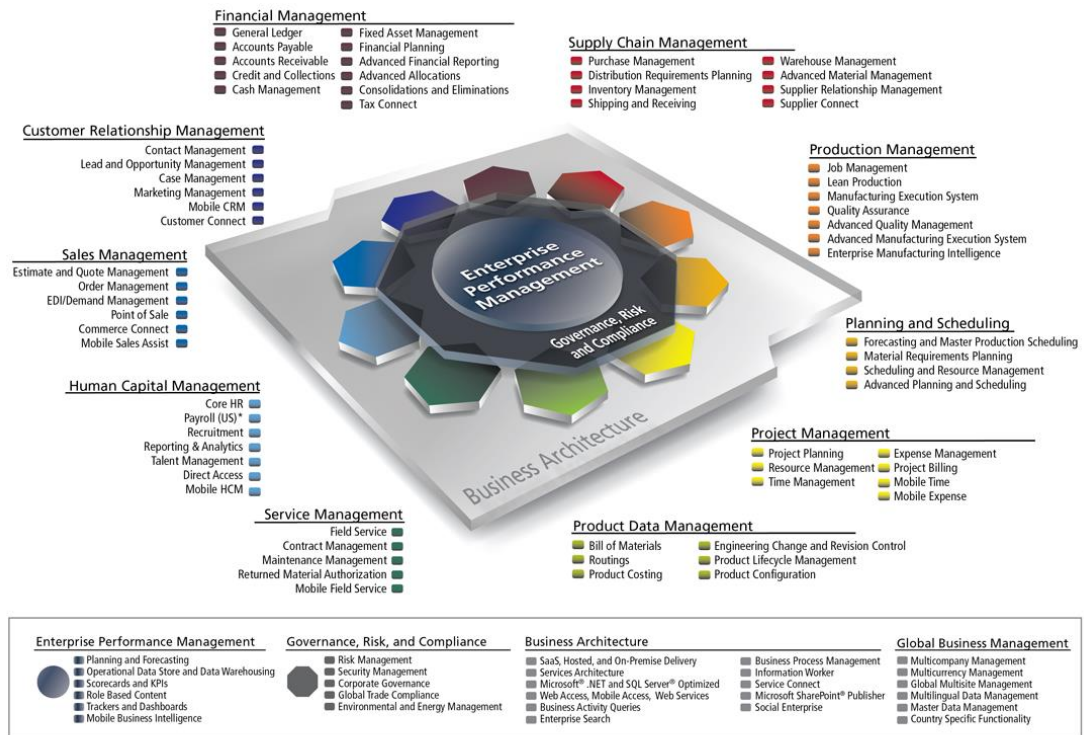 Financial Management
General Ledger
Accounts Payable
Accounts Receivable
Credit and Collections
Cash Management
Fixed Asset Management
Financial Planning
Advanced Financial Reporting
Advanced Allocations
Consolidations and Eliminations
Tax Connect
Supply Chain Management
Purchase Management
Distribution Requirements Planning
Inventory Management
Shipping and Receiving
Warehouse Management
Advanced Material Management
Supplier Relationship Management
Supplier Connect
Customer Relationship Management
Contact Management
Lead and Opportunity Management
Case Management
Marketing Management
Mobile CRM
Customer Connect
Production Management
Job Management
Lean Production
Manufacturing Execution System
Quality Assurance
Advanced Quality Management
Advanced Manufacturing Execution System
Enterprise Manufacturing Intelligence
Sales Management
Estimate and Quote Management
Order Management
EDI/Demand Management
Point of Sale
Commerce Connect
Mobile Sales Assist
Enterprise
Performance
Management
Governance, Risk
and Compliance
Business Architecture
Planning and Scheduling
Forecasting and Master Production Scheduling
Material Requirements Planning
Scheduling and Resource Management
Advanced Planning and Scheduling
Human Capital Management
Core HR
Payroll (US)*
Recruitment
Reporting & Analytics
Talent Management
Direct Access
Mobile HCM
Project Management
Project Planning
Resource Management
Time Management
Expense Management
Project Billing
Mobile Time
Mobile Expense
Service Management
Field Service
Contract Management
Maintenance Management
Returned Material Authorization
Mobile Field Service
Product Data Management
Bill of Materials
Routings
Product Costing
Engineering Change and Revision Control
Product Lifecycle Management
Product Configuration
Enterprise Performance Management
Planning and Forecasting
Operational Data Store and Data Warehousing
Scorecards and KPIs
Role Based Content
Trackers and Dashboards
Mobile Business Intelligence
Governance, Risk, and Compliance
Risk Management
Security Management
Corporate Governance
Global Trade Compliance
Environmental and Energy Management
Business Architecture
SaaS, Hosted, and On-Premise Delivery
Services Architecture
Microsoft® .NET and SQL Server® Optimized
Web Access, Mobile Access, Web Services
Business Activity Queries
Enterprise Search
Business Process Management
Information Worker
Service Connect
Microsoft SharePoint® Publisher
Social Enterprise
Global Business Management
Multicompany Management
Multicurrency Management
Global Multisite Management
Multilingual Data Management
Master Data Management
Country Specific Functionality